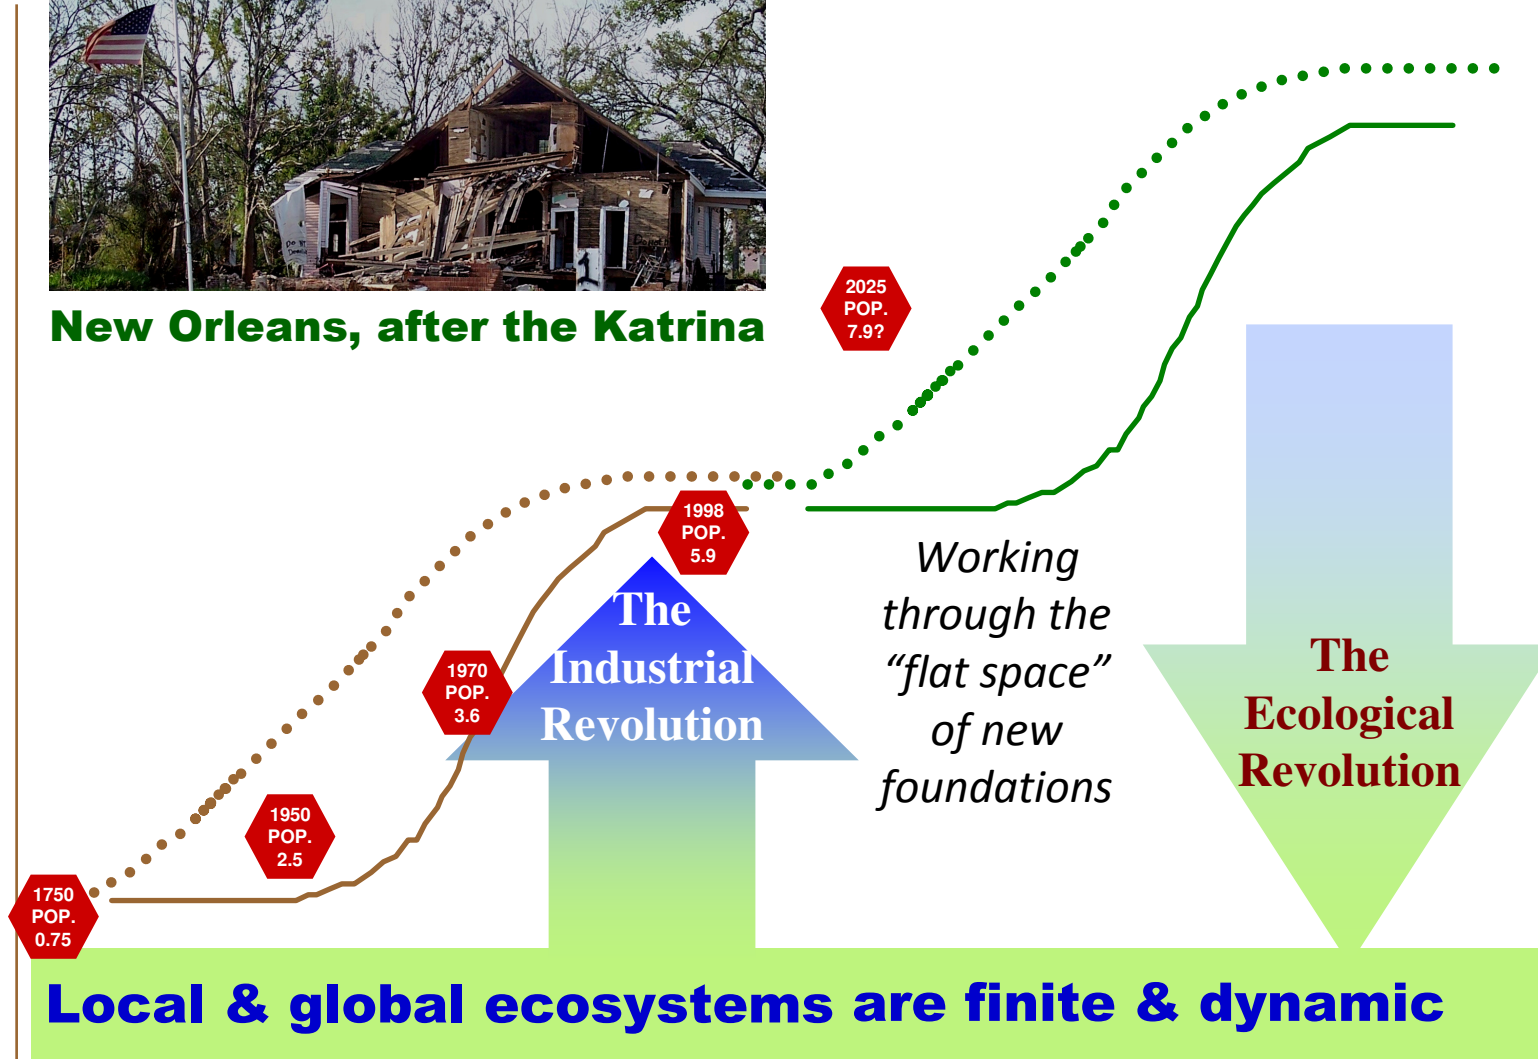 New Orleans, after the Katrina
2025
POP.
7.9?
1998
POP.
5.9
Working
through the
“flat space”
of new
foundations
The
Industrial
Revolution
1970
POP.
3.6
The
Ecological
Revolution
1950
POP.
2.5
1750
POP.
0.75
Local & global ecosystems are finite & dynamic